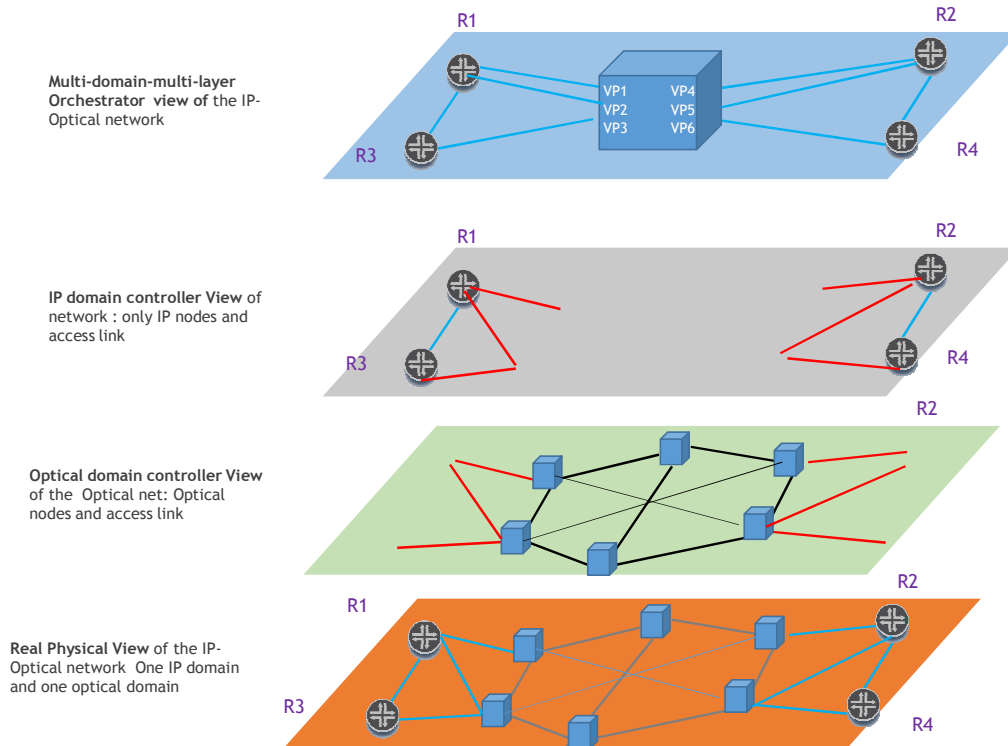 R1
R2
Multi-domain-multi-layer
Orchestrator view of the IP-
Optical network
VP1 VP4
VP2 VP5
VP3 VP6
R3
R4
R1
R2
IP domain controller View of
network : only IP nodes and
access link
R3
R4
R2
Optical domain controller View
of the Optical net: Optical
nodes and access link
R1
R2
Real Physical View of the IP-
Optical network One IP domain
and one optical domain
R3
R4